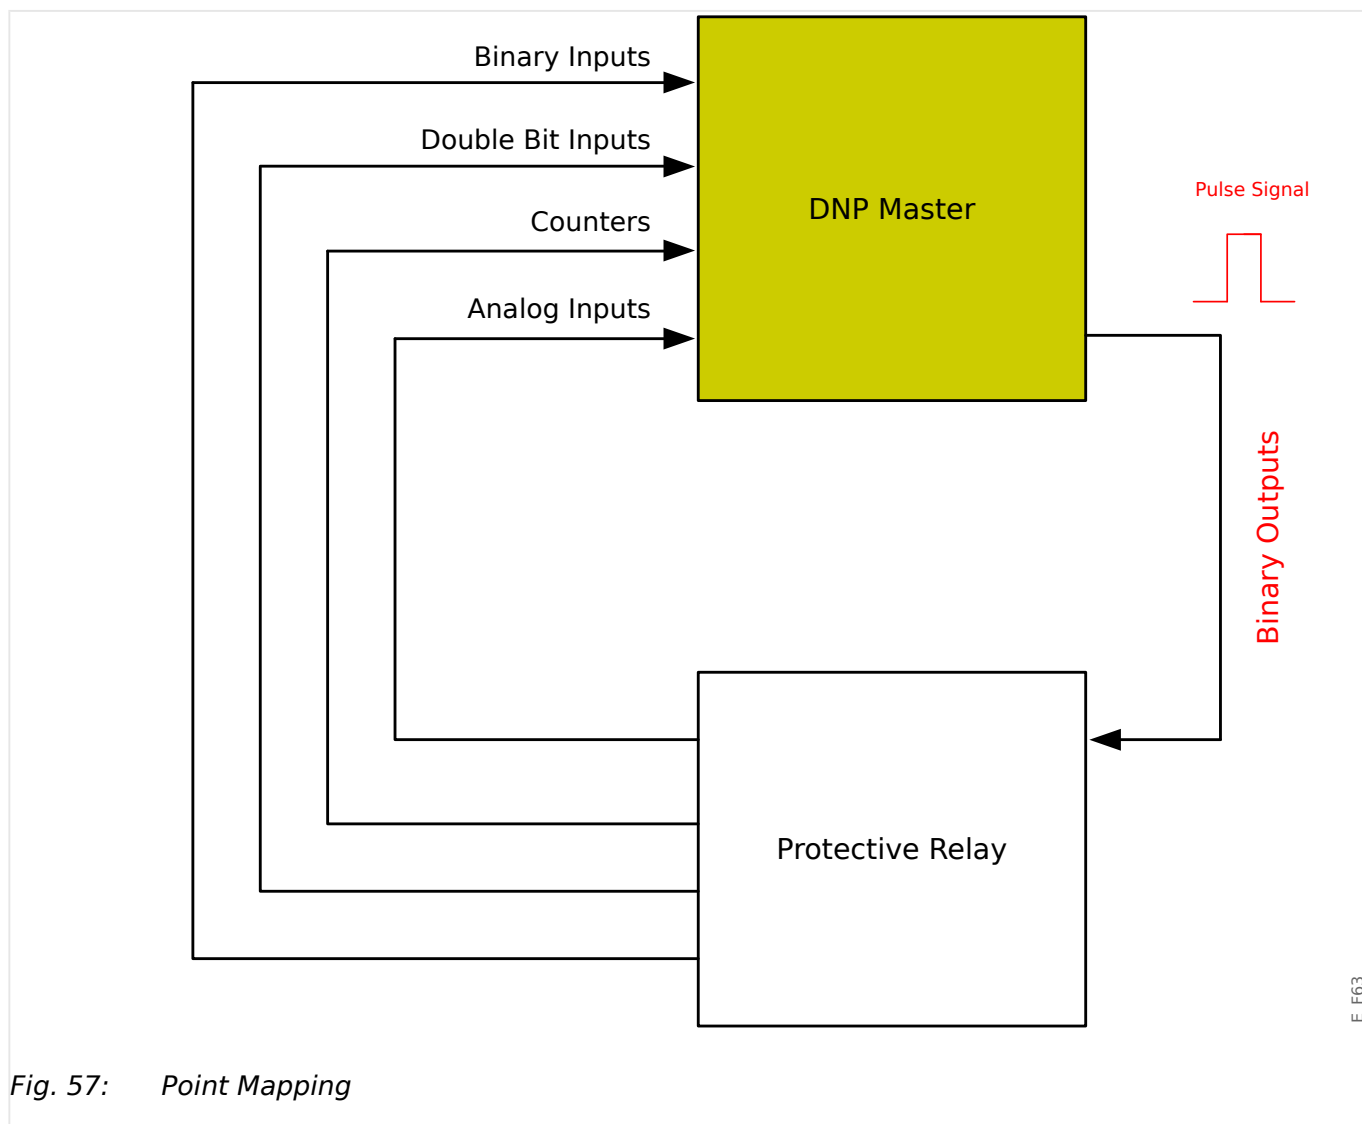 Binary Inputs
Double Bit Inputs
Counters
Analog Inputs
DNP Master
Pulse Signal
Binary Outputs
Protective Relay
E_F63
Fig. 57: Point Mapping